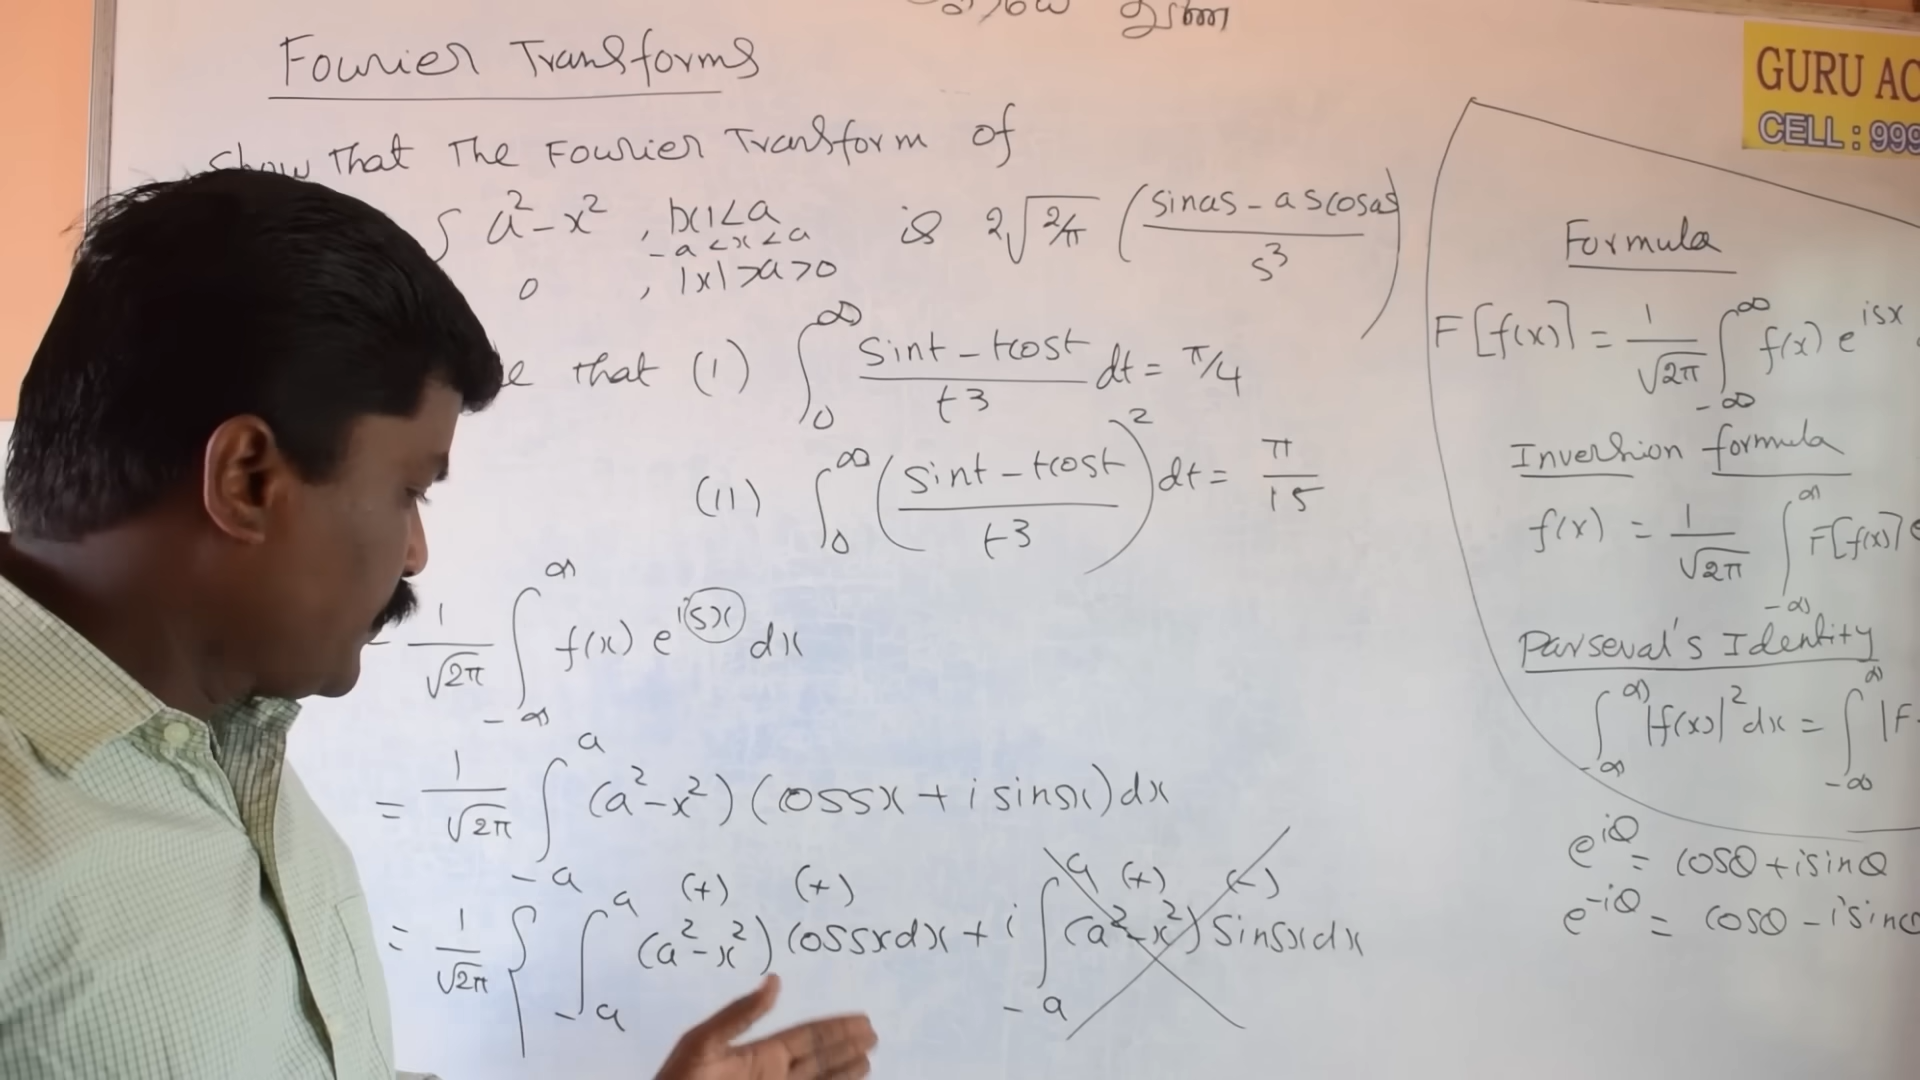 Fourier Transforms
Show that the Fourier Transform of
{ a²-x² , |x|<a is 2√2/π (sinas - as cosas / s³)
-a<x<a
0 , |x|>a>0
that (i) ∫₀^∞ sint - tcost / t³ dt = π/4
(ii) ∫₀^∞ (sint - tcost / t³)² dt = π/15
1/√2π ∫_{-∞}^{∞} f(x) e^{isx} dx
= 1/√2π ∫_{-a}^{a} (a²-x²) (cossx + i sinsx) dx
(+) (+) (+) (-)
= 1/√2π { ∫_{-a}^{a} (a²-x²) cossx dx + i ∫_{-a}^{a} (a²-x²) sinsx dx
GURU AC
CELL : 999
Formula
F[f(x)] = 1/√2π ∫_{-∞}^{∞} f(x) e^{isx}
Inversion formula
f(x) = 1/√2π ∫_{-∞}^{∞} F[f(x)] e
Parseval's Identity
∫_{-∞}^{∞} |f(x)|² dx = ∫_{-∞}^{∞} |F
e^{iθ} = cosθ + i sinθ
e^{-iθ} = cosθ - i sinθ